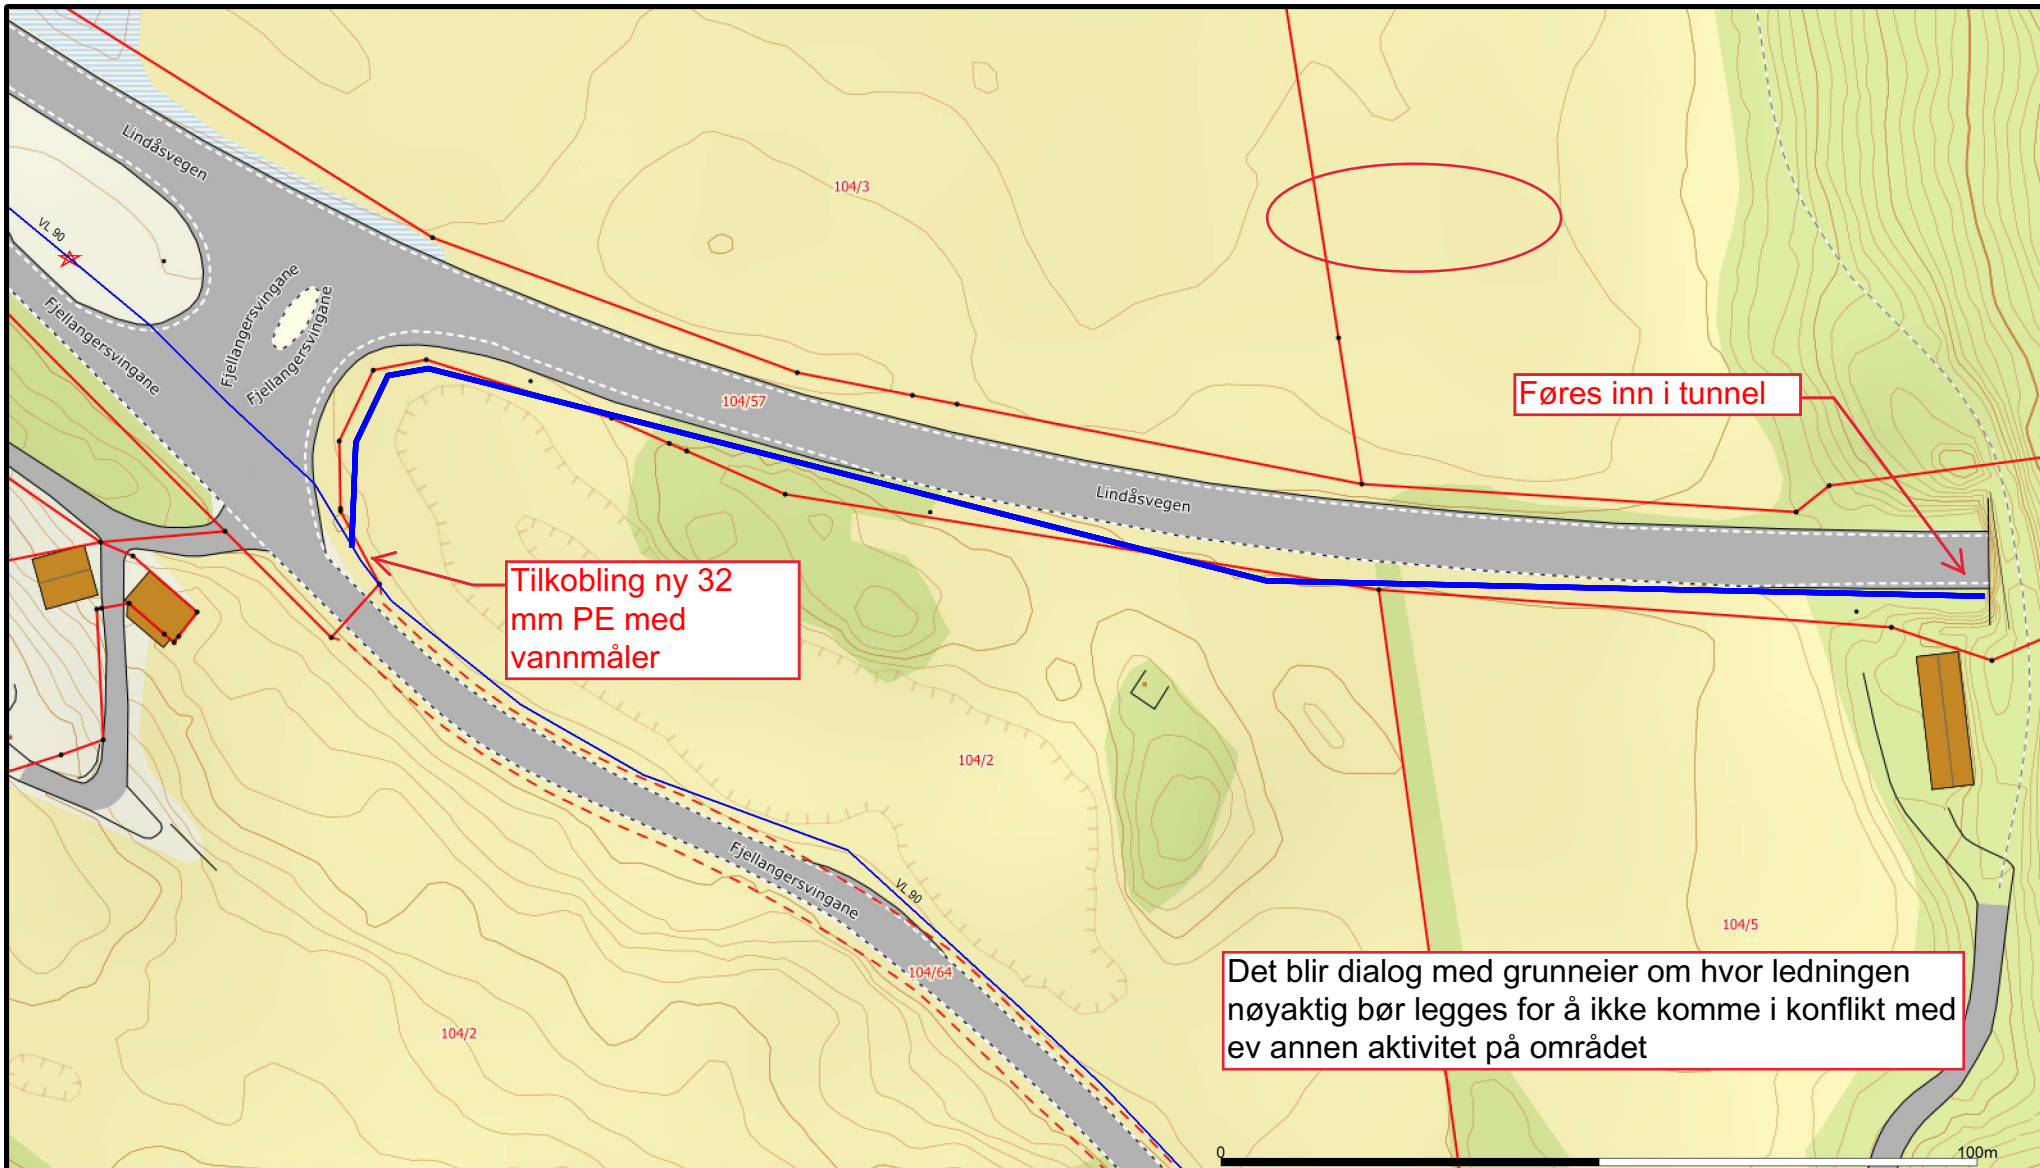 Lindåsvegen
104/3
VL 90
Fjellangersvingane
Fjellangersvingane
Fjellangersvingane
104/57
Føres inn i tunnel
Lindåsvegen
Tilkobling ny 32
mm PE med
vannmåler
104/2
Fjellangersvingane
VL 90
104/5
104/64
Det blir dialog med grunneier om hvor ledningen
nøyaktig bør legges for å ikke komme i konflikt med
ev annen aktivitet på området
104/2
0
100m